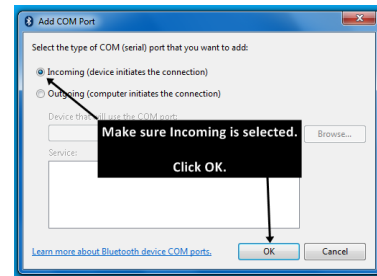 Add COM Port
Select the type of COM (serial) port that you want to add:
Incoming (device initiates the connection)
Outgoing (computer initiates the connection)
Device that will use the COM port:
Make sure Incoming is selected.
Browse...
Click OK.
Service:
Learn more about Bluetooth device COM ports.
OK
Cancel